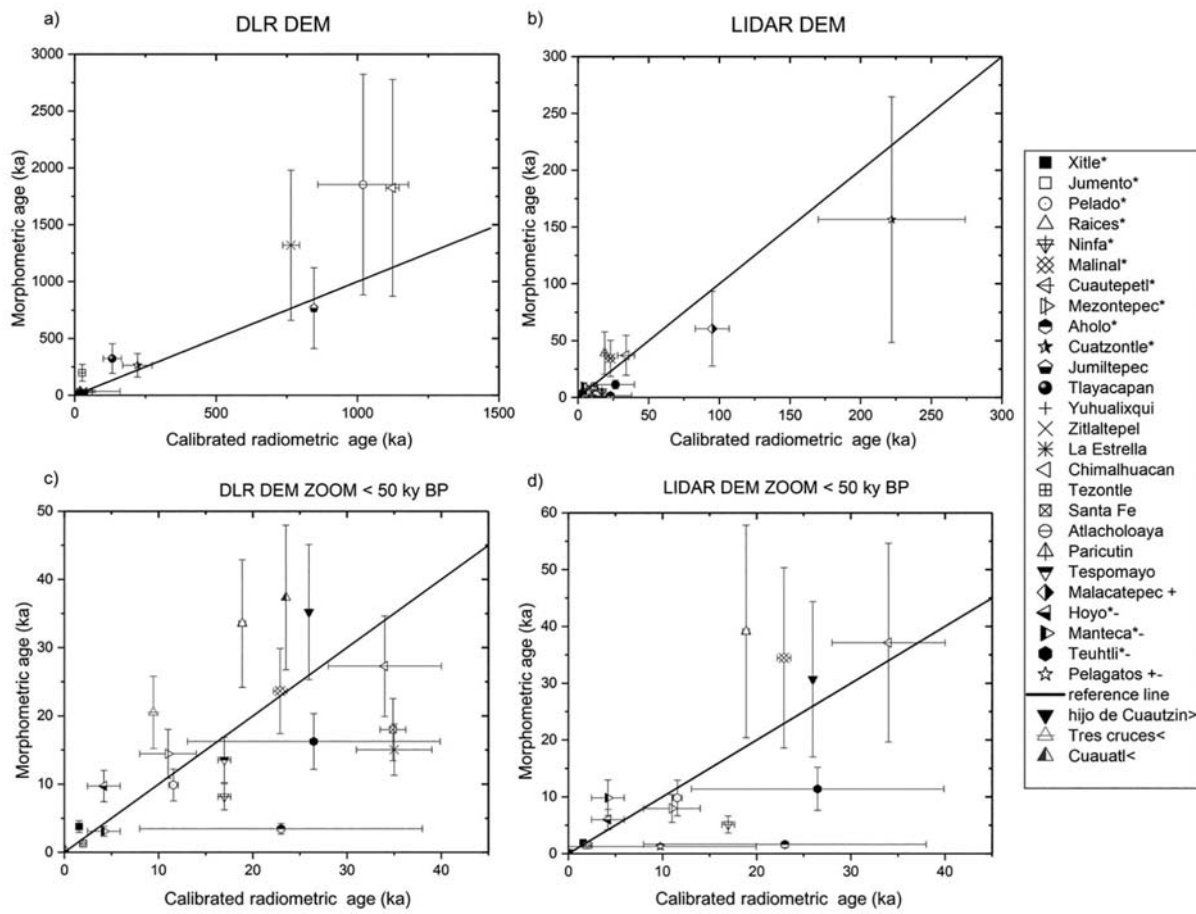 a)
DLR DEM
3000
2500
2000
1500
1000
500
0
0
500
750
1000
1500
Morphometric age (ka)
Calibrated radiometric age (ka)
b)
LIDAR DEM
300
250
200
150
100
50
0
0
50
100
150
200
250
300
Morphometric age (ka)
Calibrated radiometric age (ka)
c)
DLR DEM ZOOM < 50 ky BP
50
40
30
20
10
0
0
10
20
30
40
Morphometric age (ka)
Calibrated radiometric age (ka)
d)
LIDAR DEM ZOOM < 50 ky BP
60
50
40
30
20
10
0
0
10
20
30
40
Morphometric age (ka)
Calibrated radiometric age (ka)
Xitle*
Jumento*
Pelado*
Raices*
Ninfa*
Malinal*
Cuautepetl*
Mezontepec*
Aholo*
Cuatzontle*
Jumiltepec
Tlayacapan
Yuhualixqui
Zitlaltepel
La Estrella
Chimalhuacan
Tezontle
Santa Fe
Atlacholoaya
Paricutin
Tespomayo
Malacatepec +
Hoyo*-
Manteca*-
Teuhtli*-
Pelagatos +-
reference line
hijo de Cuautzin>
Tres cruces<
Cuauatl<